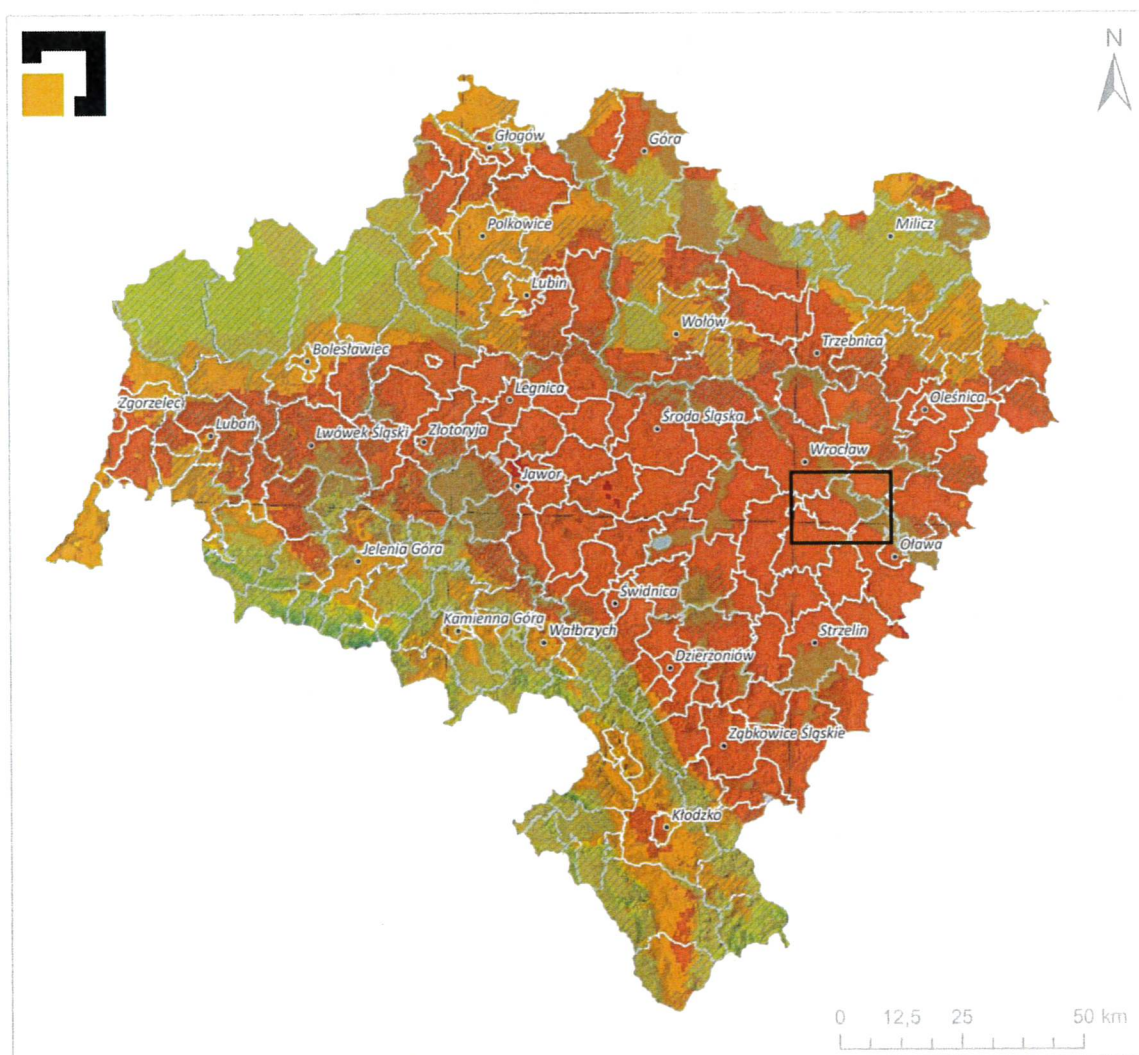 N
Głogów
Góra
Polkowice
Milicz
Lubin
Wołów
Bolesławiec
Trzebnica
Legnica
Oleśnica
Zgorzelec
Środa Śląska
Lubań
Lwówek Śląski
Złotoryja
Wrocław
Jawor
Jelenia Góra
Oława
Świdnica
Kamienna Góra
Wałbrzych
Strzelin
Dzierżoniów
Ząbkowice Śląskie
Kłodzko
0 12,5 25 50 km